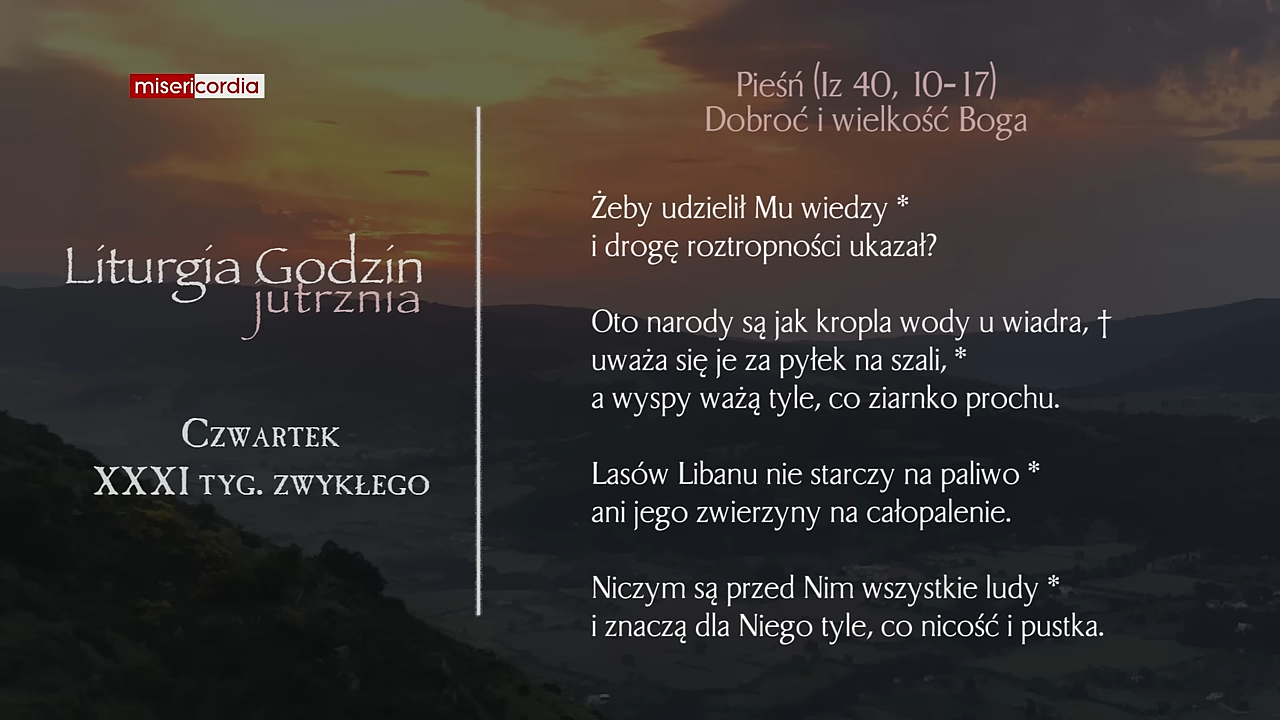 misericordia
Liturgia Godzin
jutrznia
Czwartek
XXXI tyg. zwykłego
Pieśń (Iz 40, 10-17)
Dobroć i wielkość Boga
Żeby udzielił Mu wiedzy *
i drogę roztropności ukazał?
Oto narody są jak kropla wody u wiadra, †
uważa się je za pyłek na szali, *
a wyspy ważą tyle, co ziarnko prochu.
Lasów Libanu nie starczy na paliwo *
ani jego zwierzyny na całopalenie.
Niczym są przed Nim wszystkie ludy *
i znaczą dla Niego tyle, co nicość i pustka.